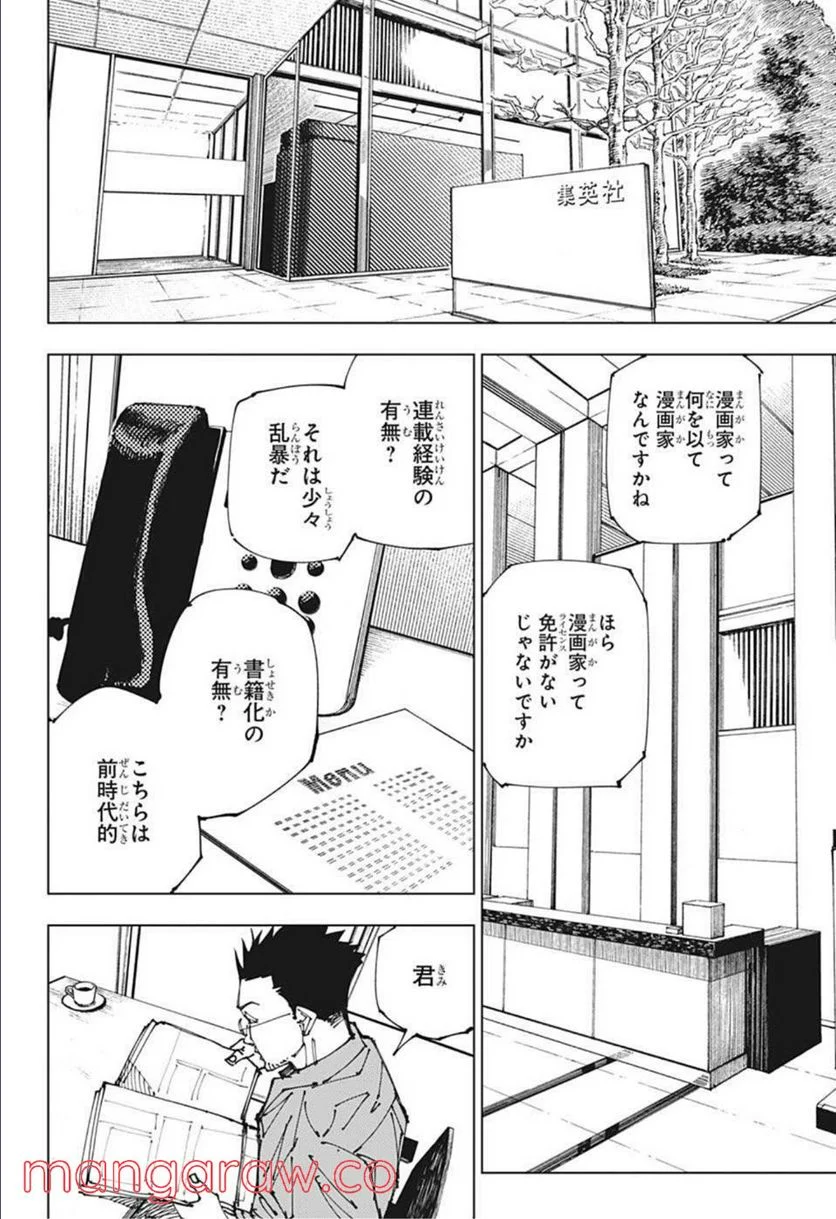 集英社
漫画家って
何を以て
漫画家
なんですかね
ほら
漫画家って
免許がない
じゃないですか
連載経験の
有無?
それは少々
乱暴だ
書籍化の
有無?
こちらは
前時代的
Menu
君
mangaraw.co